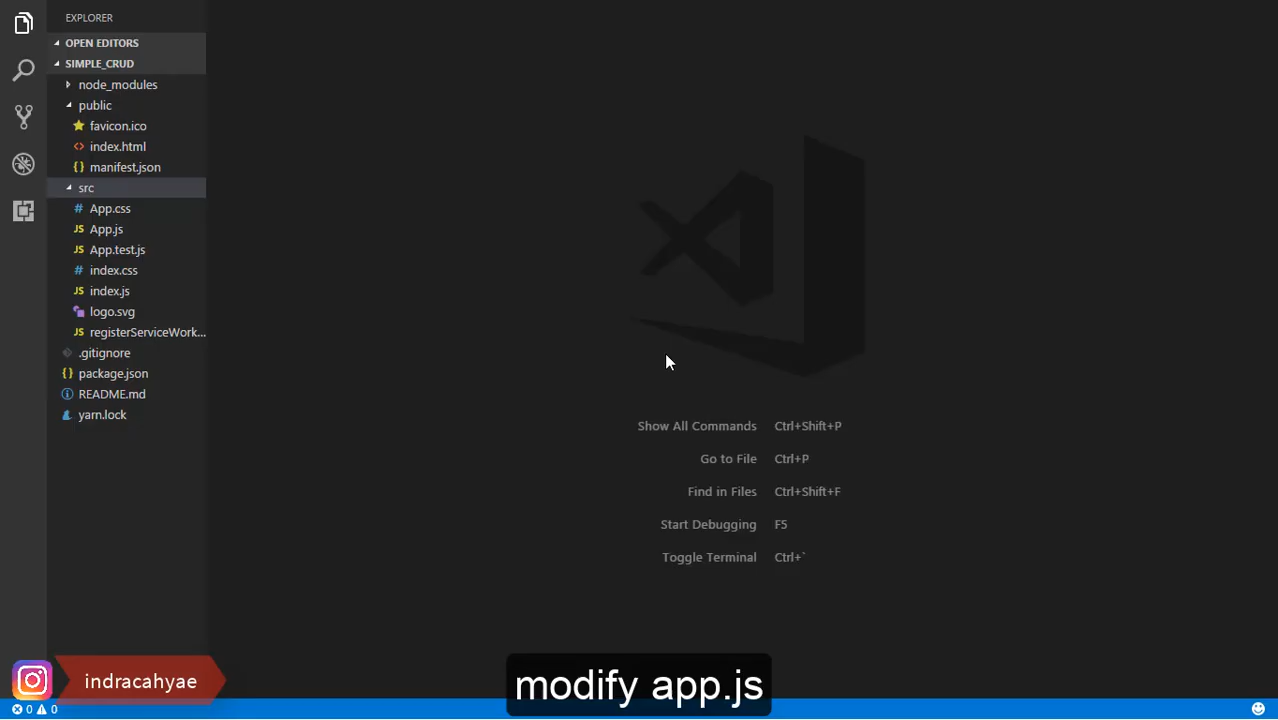 EXPLORER
OPEN EDITORS
SIMPLE_CRUD
node_modules
public
favicon.ico
index.html
manifest.json
src
App.css
App.js
App.test.js
index.css
index.js
logo.svg
registerServiceWork...
.gitignore
package.json
README.md
yarn.lock
Show All Commands Ctrl+Shift+P
Go to File Ctrl+P
Find in Files Ctrl+Shift+F
Start Debugging F5
Toggle Terminal Ctrl+`
indracahyae
modify app.js
0 0